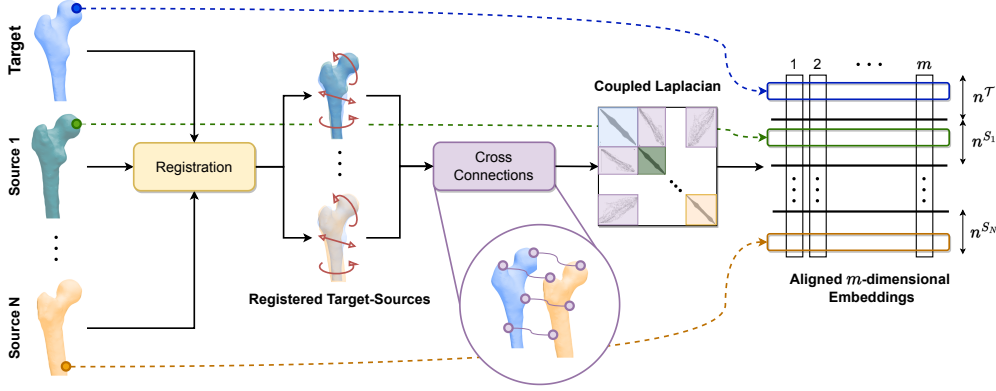 Target
Source 1
Source N
Registration
Registered Target-Sources
Cross
Connections
Coupled Laplacian
1 2 ⋯ m
n^𝒯
n^{S_1}
n^{S_N}
Aligned m-dimensional
Embeddings